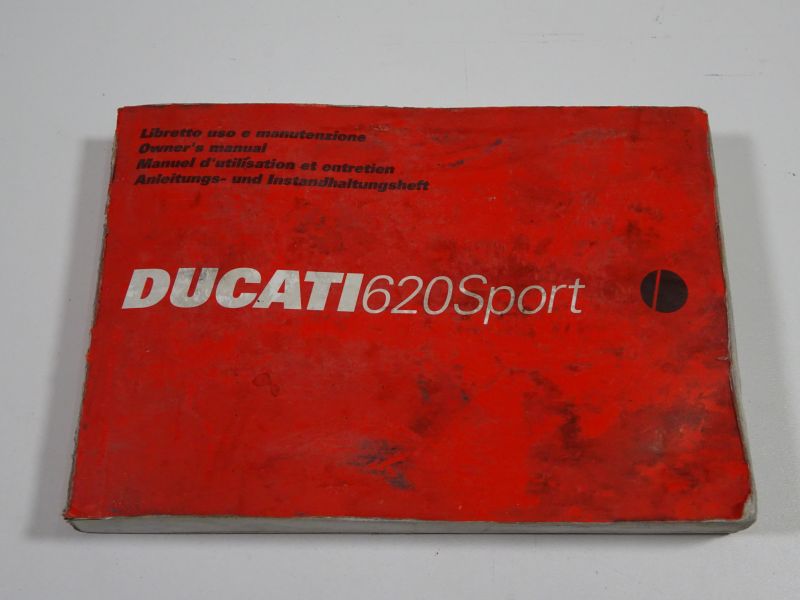 Libretto uso e manutenzione
Owner's manual
Manuel d'utilisation et entretien
Anleitungs- und Instandhaltungsheft
DUCATI620Sport